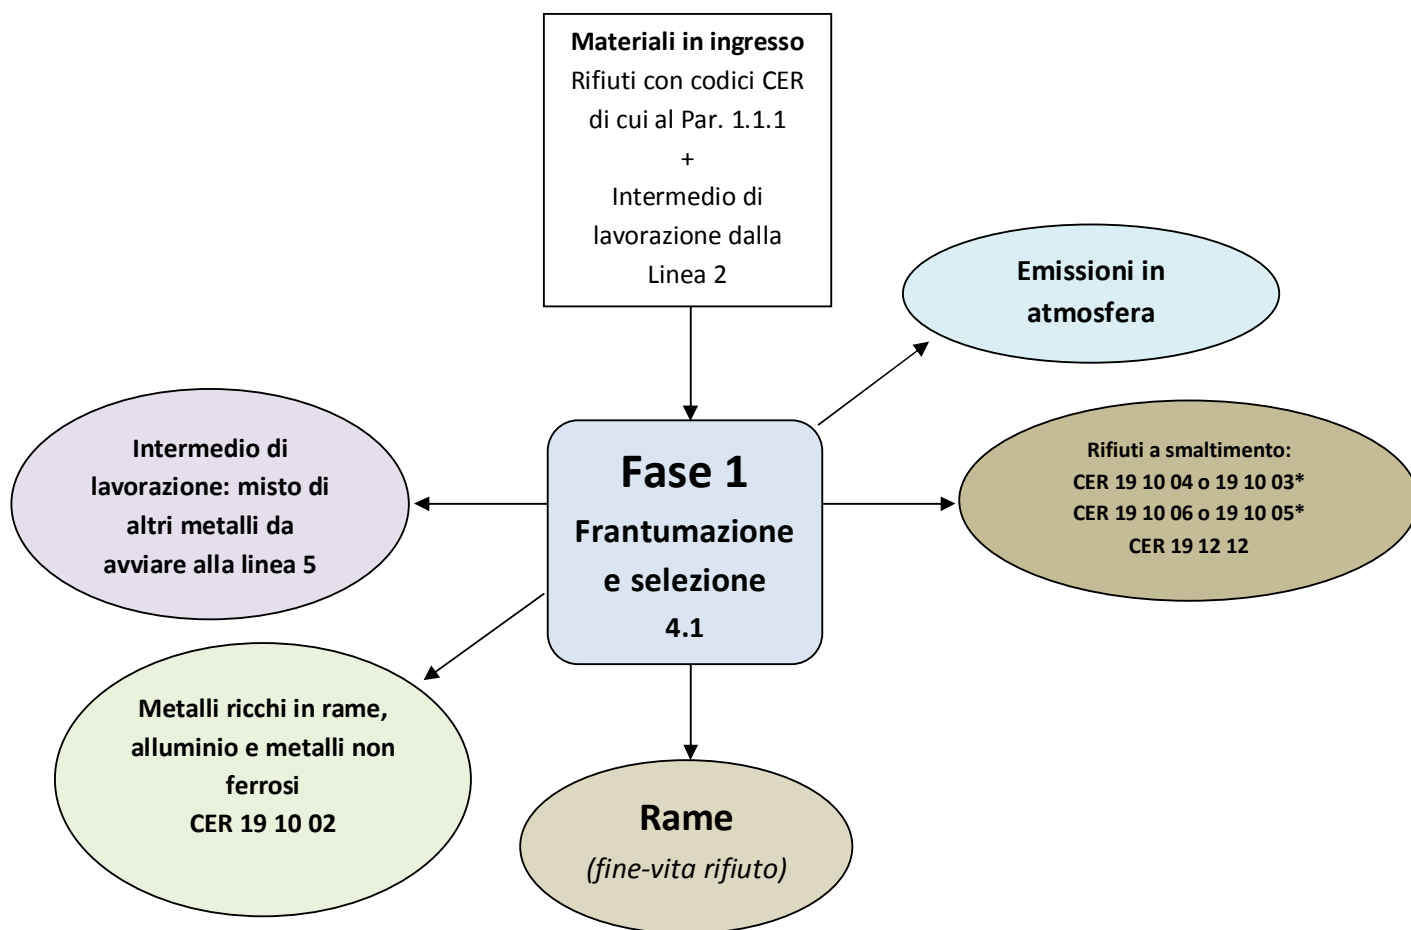 Materiali in ingresso
Rifiuti con codici CER
di cui al Par. 1.1.1
+
Intermedio di
lavorazione dalla
Linea 2
Emissioni in
atmosfera
Intermedio di
lavorazione: misto di
altri metalli da
avviare alla linea 5
Fase 1
Frantumazione
e selezione
4.1
Rifiuti a smaltimento:
CER 19 10 04 o 19 10 03*
CER 19 10 06 o 19 10 05*
CER 19 12 12
Metalli ricchi in rame,
alluminio e metalli non
ferrosi
CER 19 10 02
Rame
(fine-vita rifiuto)